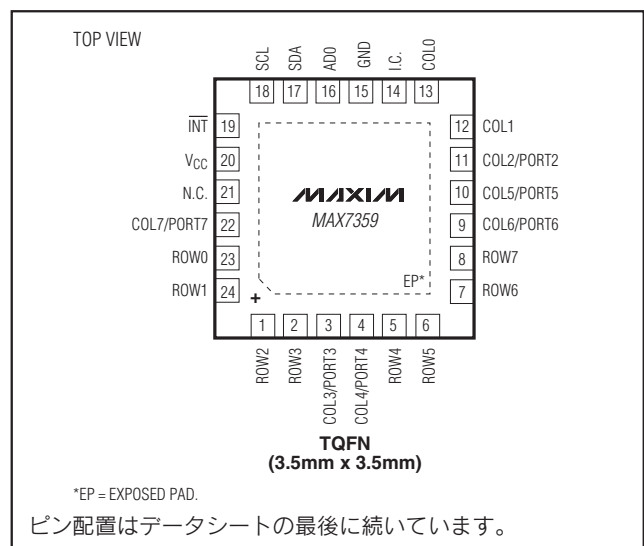 TOP VIEW
SCL SDA AD0 GND I.C. COL0
18 17 16 15 14 13
INT 19
VCC 20
N.C. 21
COL7/PORT7 22
ROW0 23
ROW1 24
12 COL1
11 COL2/PORT2
10 COL5/PORT5
9 COL6/PORT6
8 ROW7
7 ROW6
MAXIM
MAX7359
EP*
+
1 2 3 4 5 6
ROW2 ROW3 COL3/PORT3 COL4/PORT4 ROW4 ROW5
TQFN
(3.5mm x 3.5mm)
*EP = EXPOSED PAD.
ピン配置はデータシートの最後に続いています。